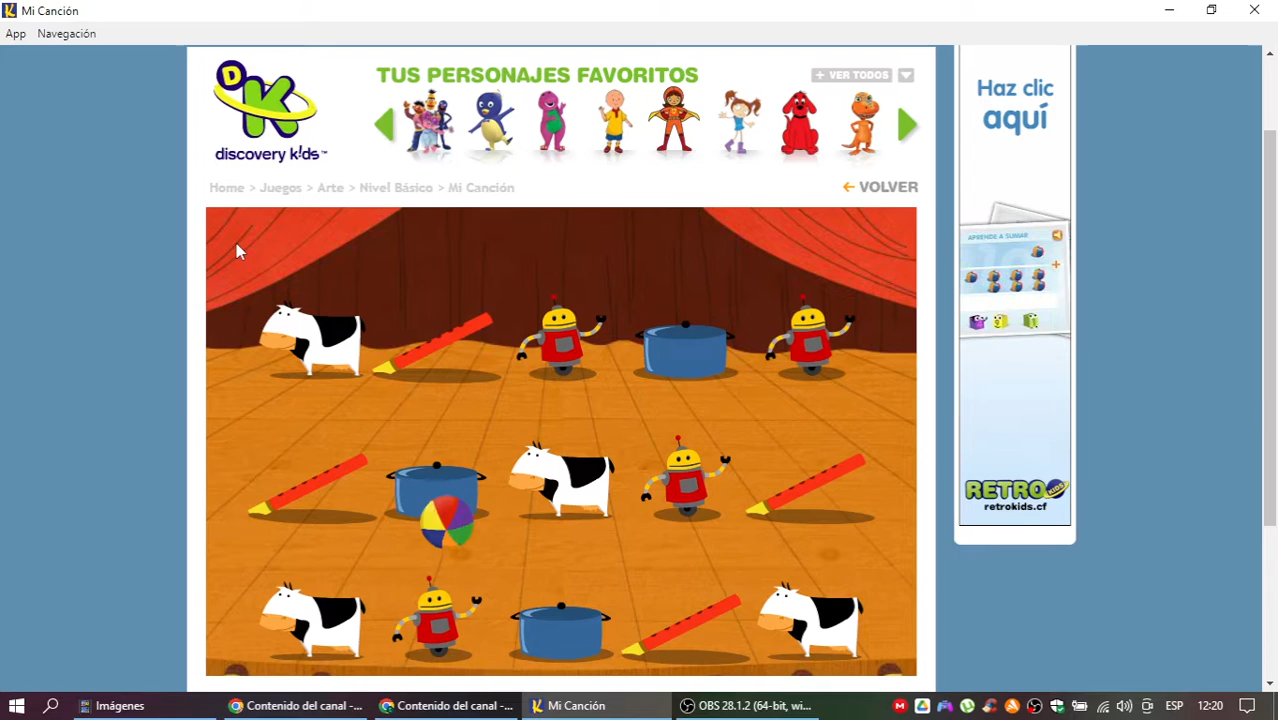 Mi Canción
App Navegación
D
K
discovery k!ds™
TUS PERSONAJES FAVORITOS
+ VER TODOS
Haz clic
aquí
Home > Juegos > Arte > Nivel Básico > Mi Canción
← VOLVER
APRENDE A SUMAR
+
RETRO
KIDS
retrokids.cf
Imágenes
Contenido del canal -...
Contenido del canal -...
Mi Canción
OBS 28.1.2 (64-bit, wi...
ESP
12:20